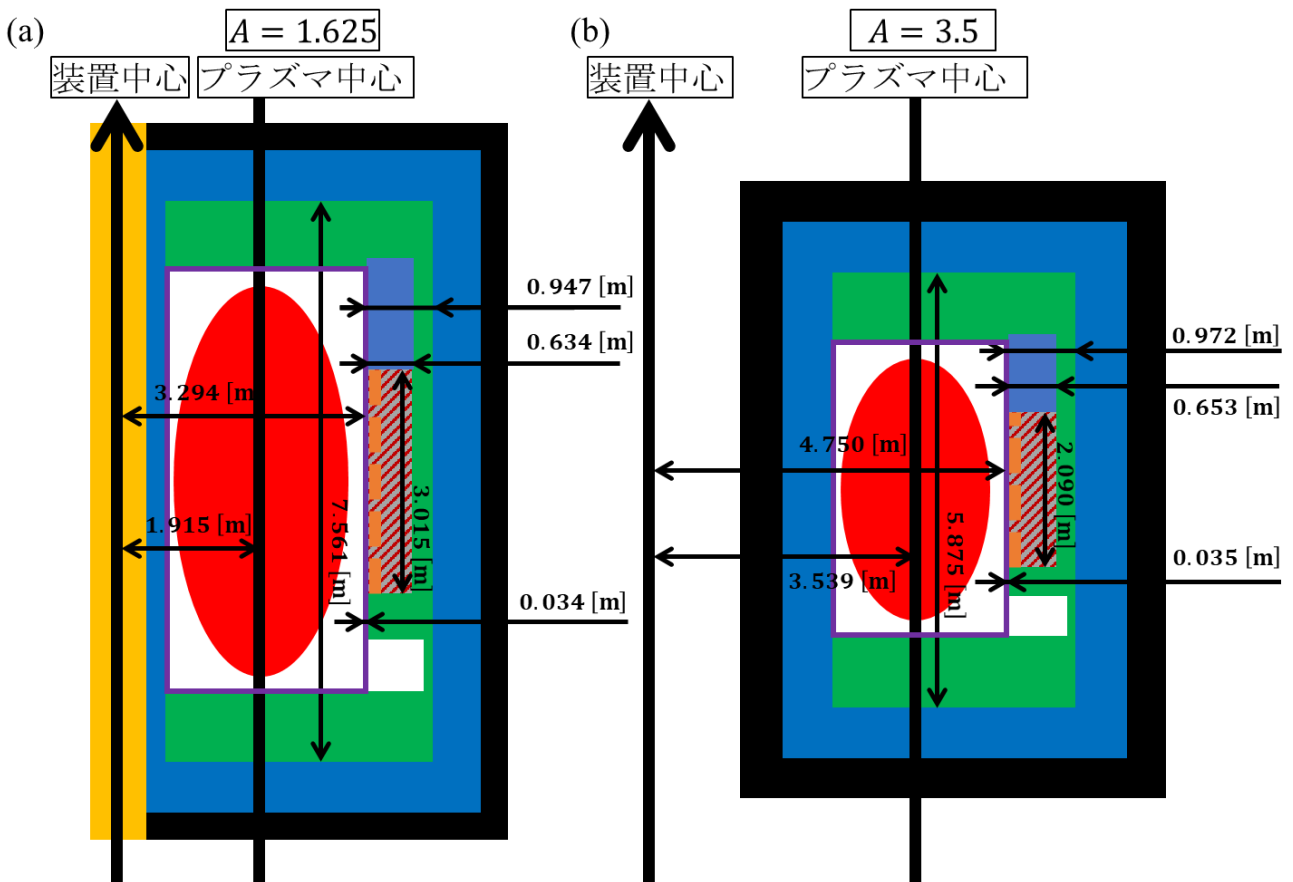 (a)
A = 1.625
装置中心
プラズマ中心
0.947 [m]
0.634 [m]
3.294 [m]
1.915 [m]
7.561 [m]
3.015 [m]
0.034 [m]
(b)
A = 3.5
装置中心
プラズマ中心
0.972 [m]
0.653 [m]
4.750 [m]
2.090 [m]
5.875 [m]
3.539 [m]
0.035 [m]